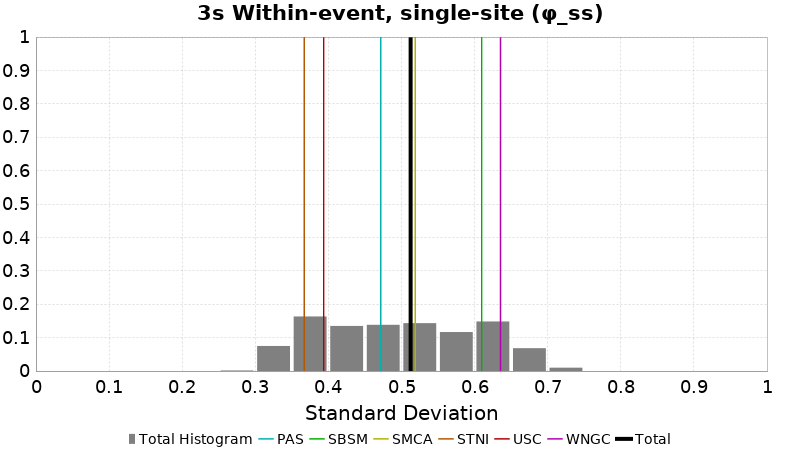 3s Within-event, single-site (φ_ss)
1
0.9
0.8
0.7
0.6
0.5
0.4
0.3
0.2
0.1
0
0 0.1 0.2 0.3 0.4 0.5 0.6 0.7 0.8 0.9 1
Standard Deviation
Total Histogram PAS SBSM SMCA STNI USC WNGC Total